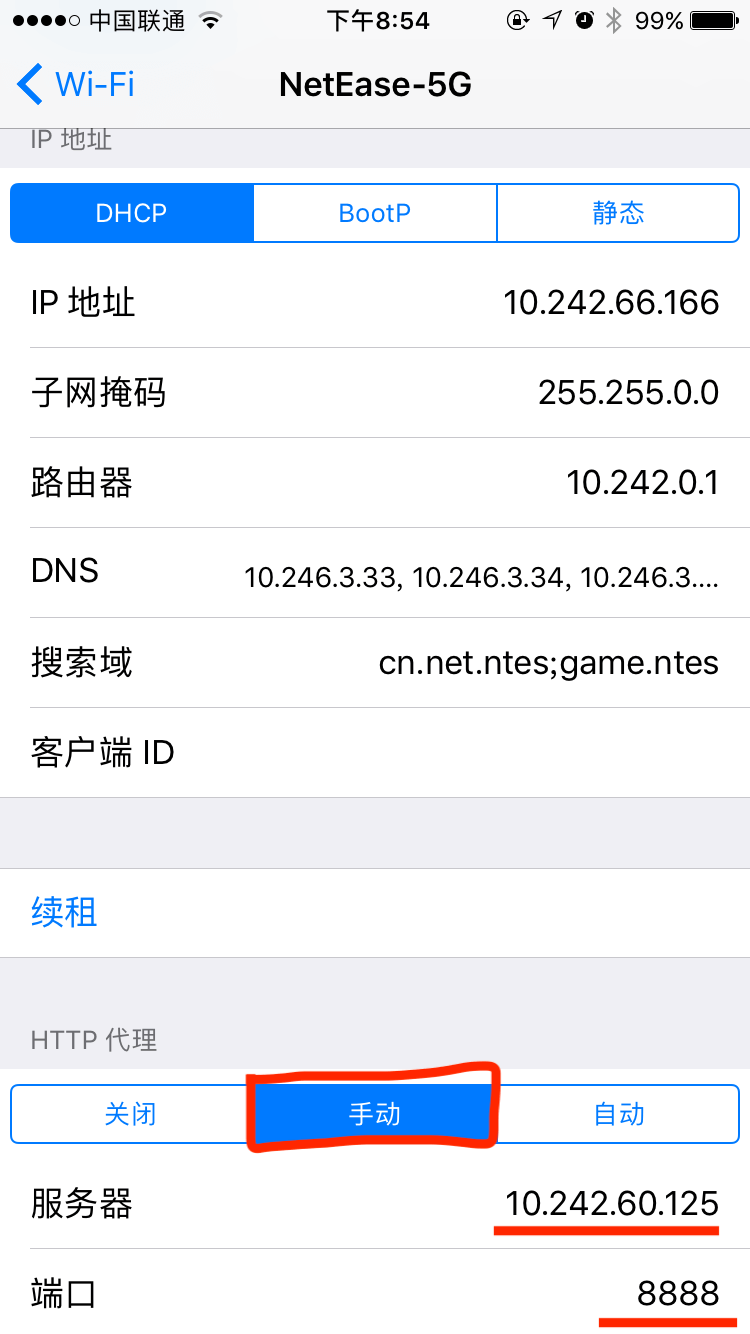 中国联通 下午8:54 99%
Wi-Fi NetEase-5G
IP 地址
DHCP BootP 静态
IP 地址 10.242.66.166
子网掩码 255.255.0.0
路由器 10.242.0.1
DNS 10.246.3.33, 10.246.3.34, 10.246.3....
搜索域 cn.net.ntes;game.ntes
客户端 ID
续租
HTTP 代理
关闭 手动 自动
服务器 10.242.60.125
端口 8888